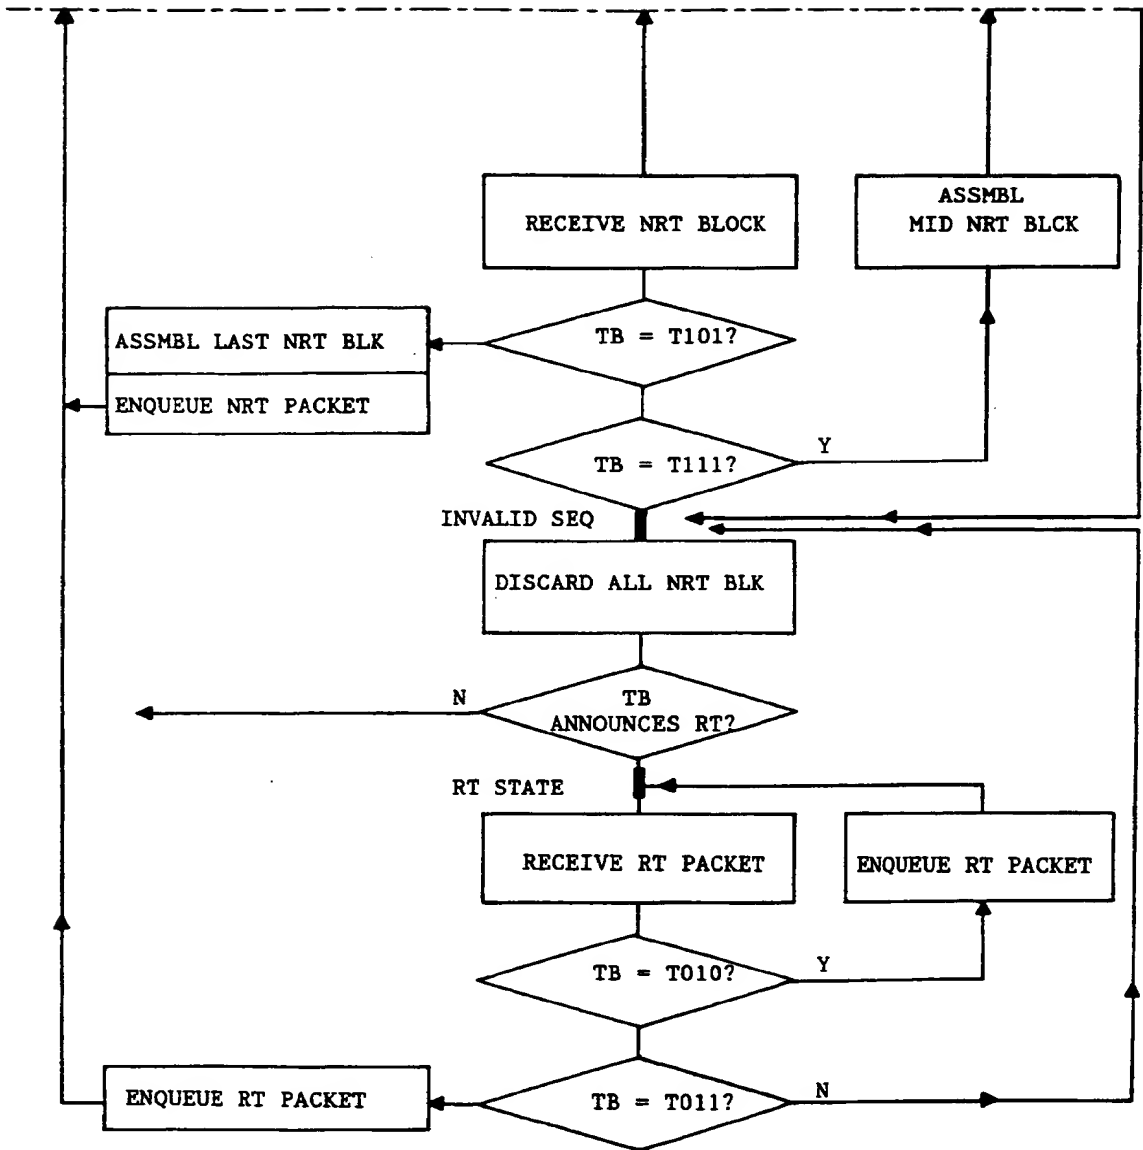 ASSMBL
MID NRT BLCK
RECEIVE NRT BLOCK
TB = T101?
ASSMBL LAST NRT BLK
ENQUEUE NRT PACKET
Y
TB = T111?
INVALID SEQ
DISCARD ALL NRT BLK
N
TB
ANNOUNCES RT?
RT STATE
RECEIVE RT PACKET
ENQUEUE RT PACKET
TB = T010?
Y
ENQUEUE RT PACKET
TB = T011?
N